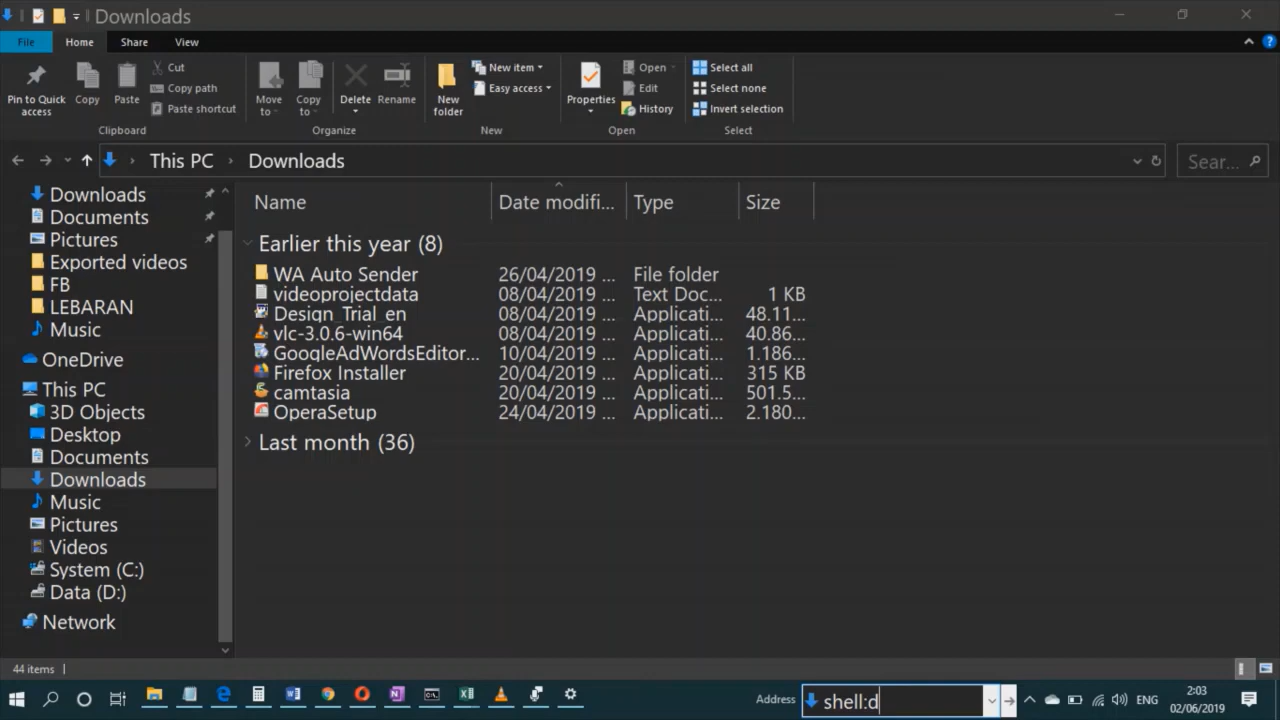 Downloads
File Home Share View
Pin to Quick access
Copy
Paste
Cut
Copy path
Paste shortcut
Clipboard
Move to
Copy to
Delete
Rename
Organize
New folder
New item
Easy access
New
Properties
Open
Edit
History
Open
Select all
Select none
Invert selection
Select
This PC Downloads
Sear...
Downloads
Documents
Pictures
Exported videos
FB
LEBARAN
Music
OneDrive
This PC
3D Objects
Desktop
Documents
Downloads
Music
Pictures
Videos
System (C:)
Data (D:)
Network
Name Date modifi... Type Size
Earlier this year (8)
WA Auto Sender 26/04/2019 ... File folder
videoprojectdata 08/04/2019 ... Text Doc... 1 KB
Design_Trial_en 08/04/2019 ... Applicati... 48.11...
vlc-3.0.6-win64 08/04/2019 ... Applicati... 40.86...
GoogleAdWordsEditor... 10/04/2019 ... Applicati... 1.186...
Firefox Installer 20/04/2019 ... Applicati... 315 KB
camtasia 20/04/2019 ... Applicati... 501.5...
OperaSetup 24/04/2019 ... Applicati... 2.180...
Last month (36)
44 items
Address shell:d
ENG
2:03
02/06/2019